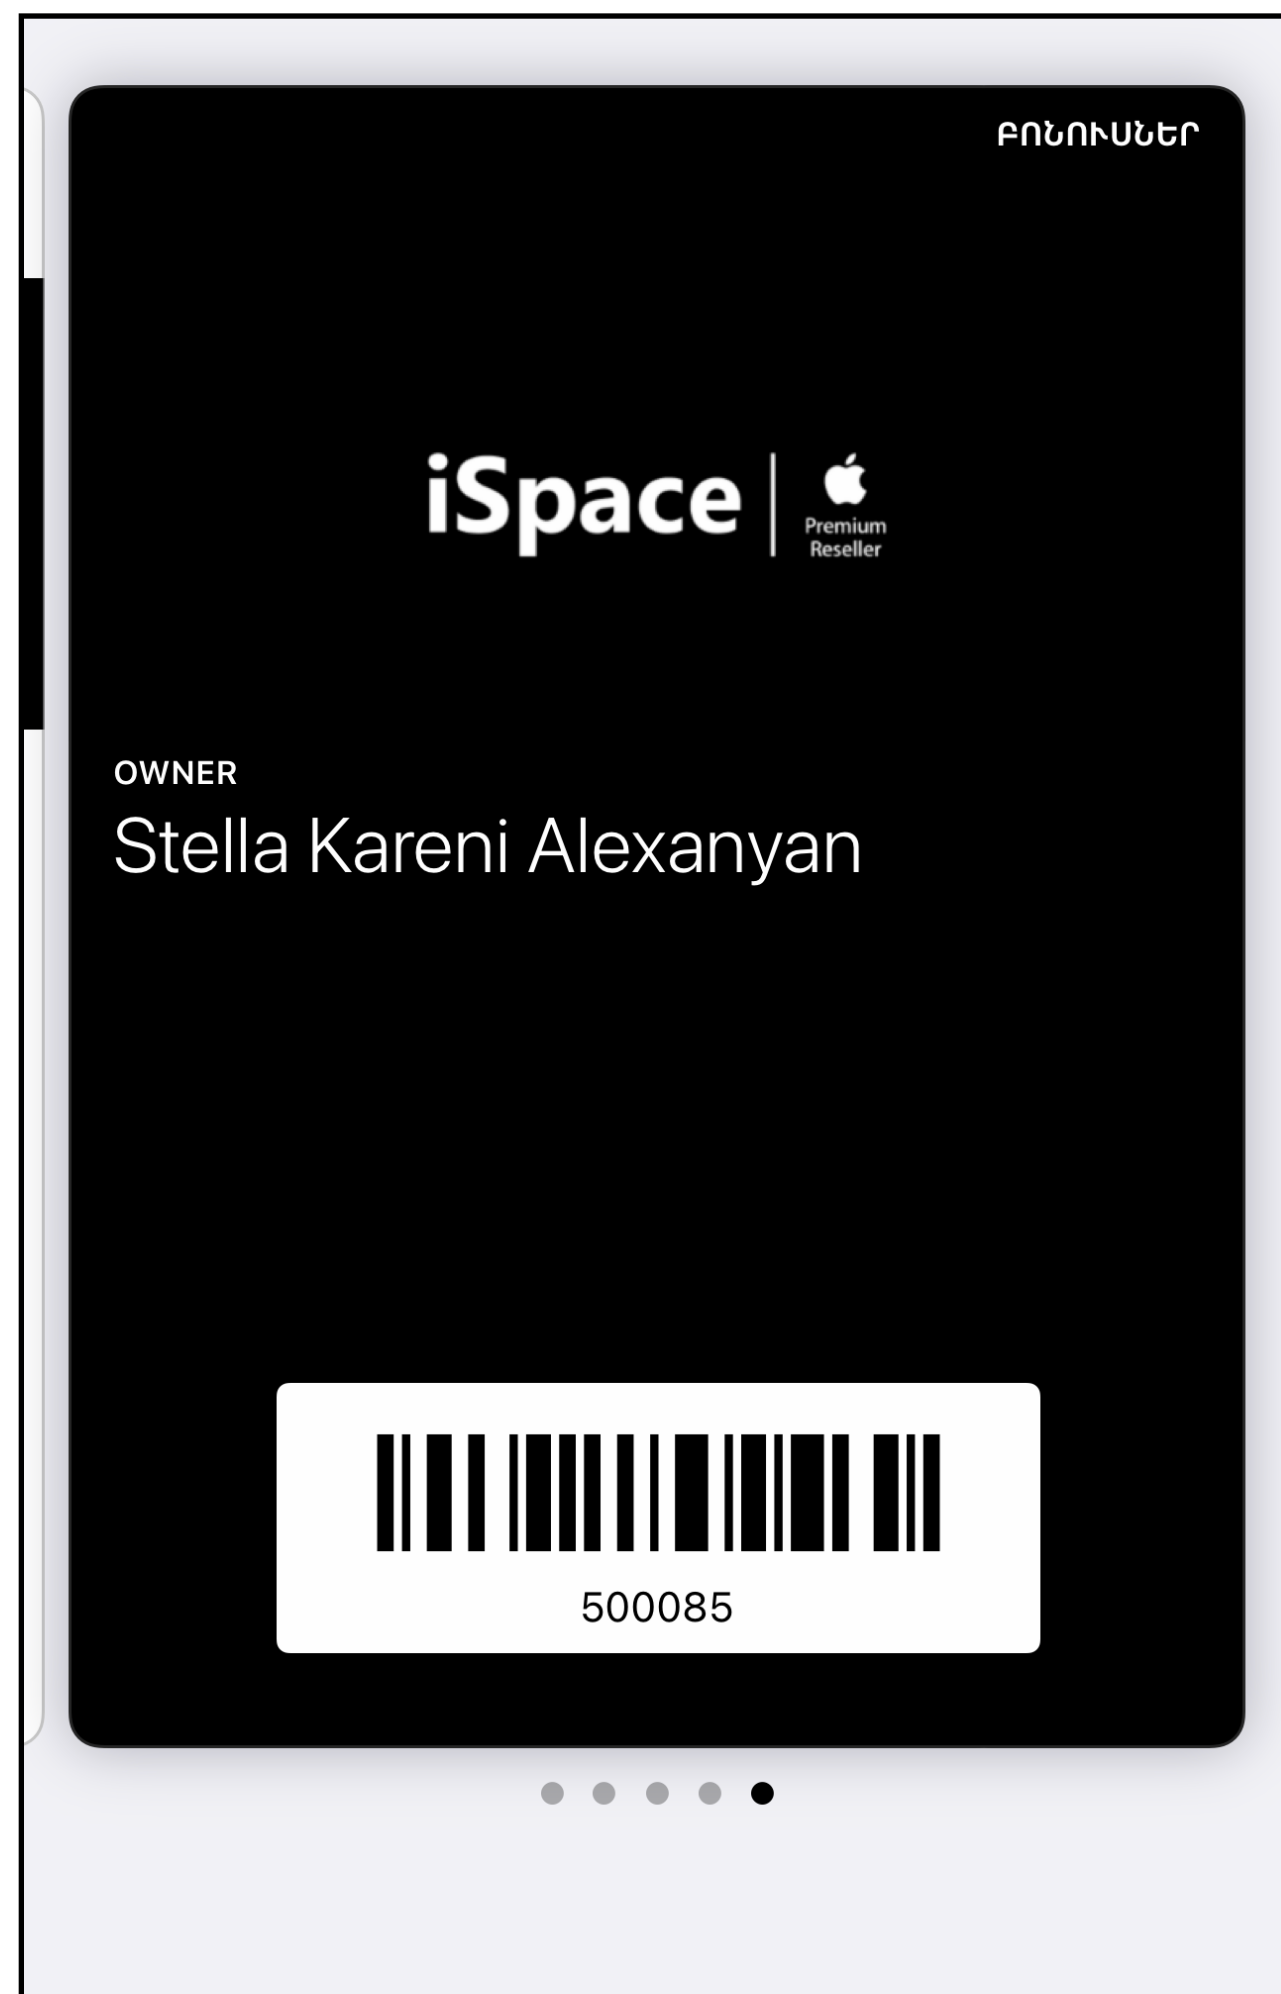 ԲՈՆՈՒՍՆԵՐ
iSpace
Premium
Reseller
OWNER
Stella Kareni Alexanyan
500085